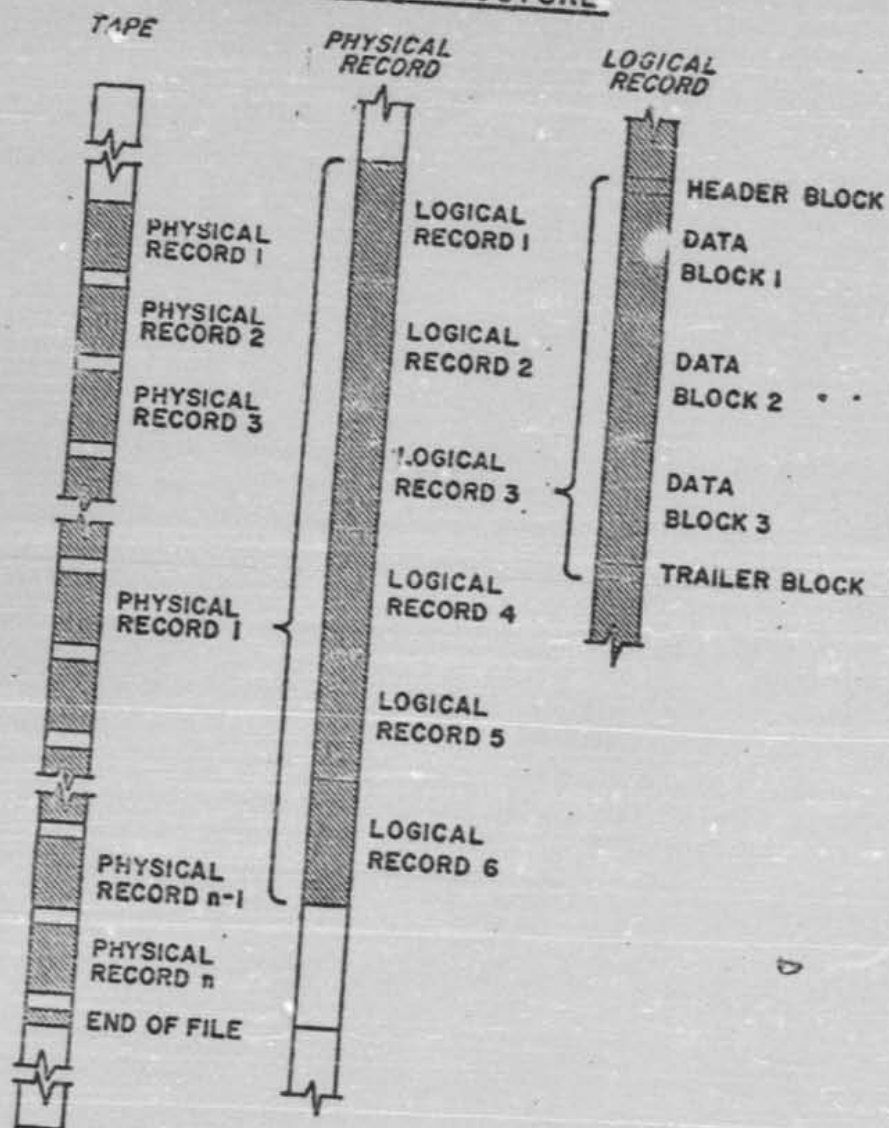 TAPE
PHYSICAL
RECORD
LOGICAL
RECORD
PHYSICAL
RECORD 1
PHYSICAL
RECORD 2
PHYSICAL
RECORD 3
PHYSICAL
RECORD 1
PHYSICAL
RECORD n-1
PHYSICAL
RECORD n
END OF FILE
LOGICAL
RECORD 1
LOGICAL
RECORD 2
LOGICAL
RECORD 3
LOGICAL
RECORD 4
LOGICAL
RECORD 5
LOGICAL
RECORD 6
HEADER BLOCK
DATA
BLOCK 1
DATA
BLOCK 2
DATA
BLOCK 3
TRAILER BLOCK